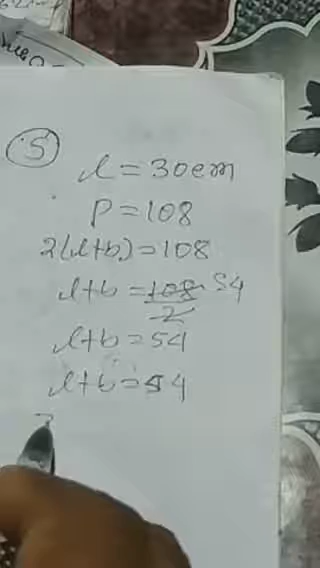 5
l = 30cm
P = 108
2(l+b) = 108
l+b = 108/2 54
l+b = 54
l+b = 54